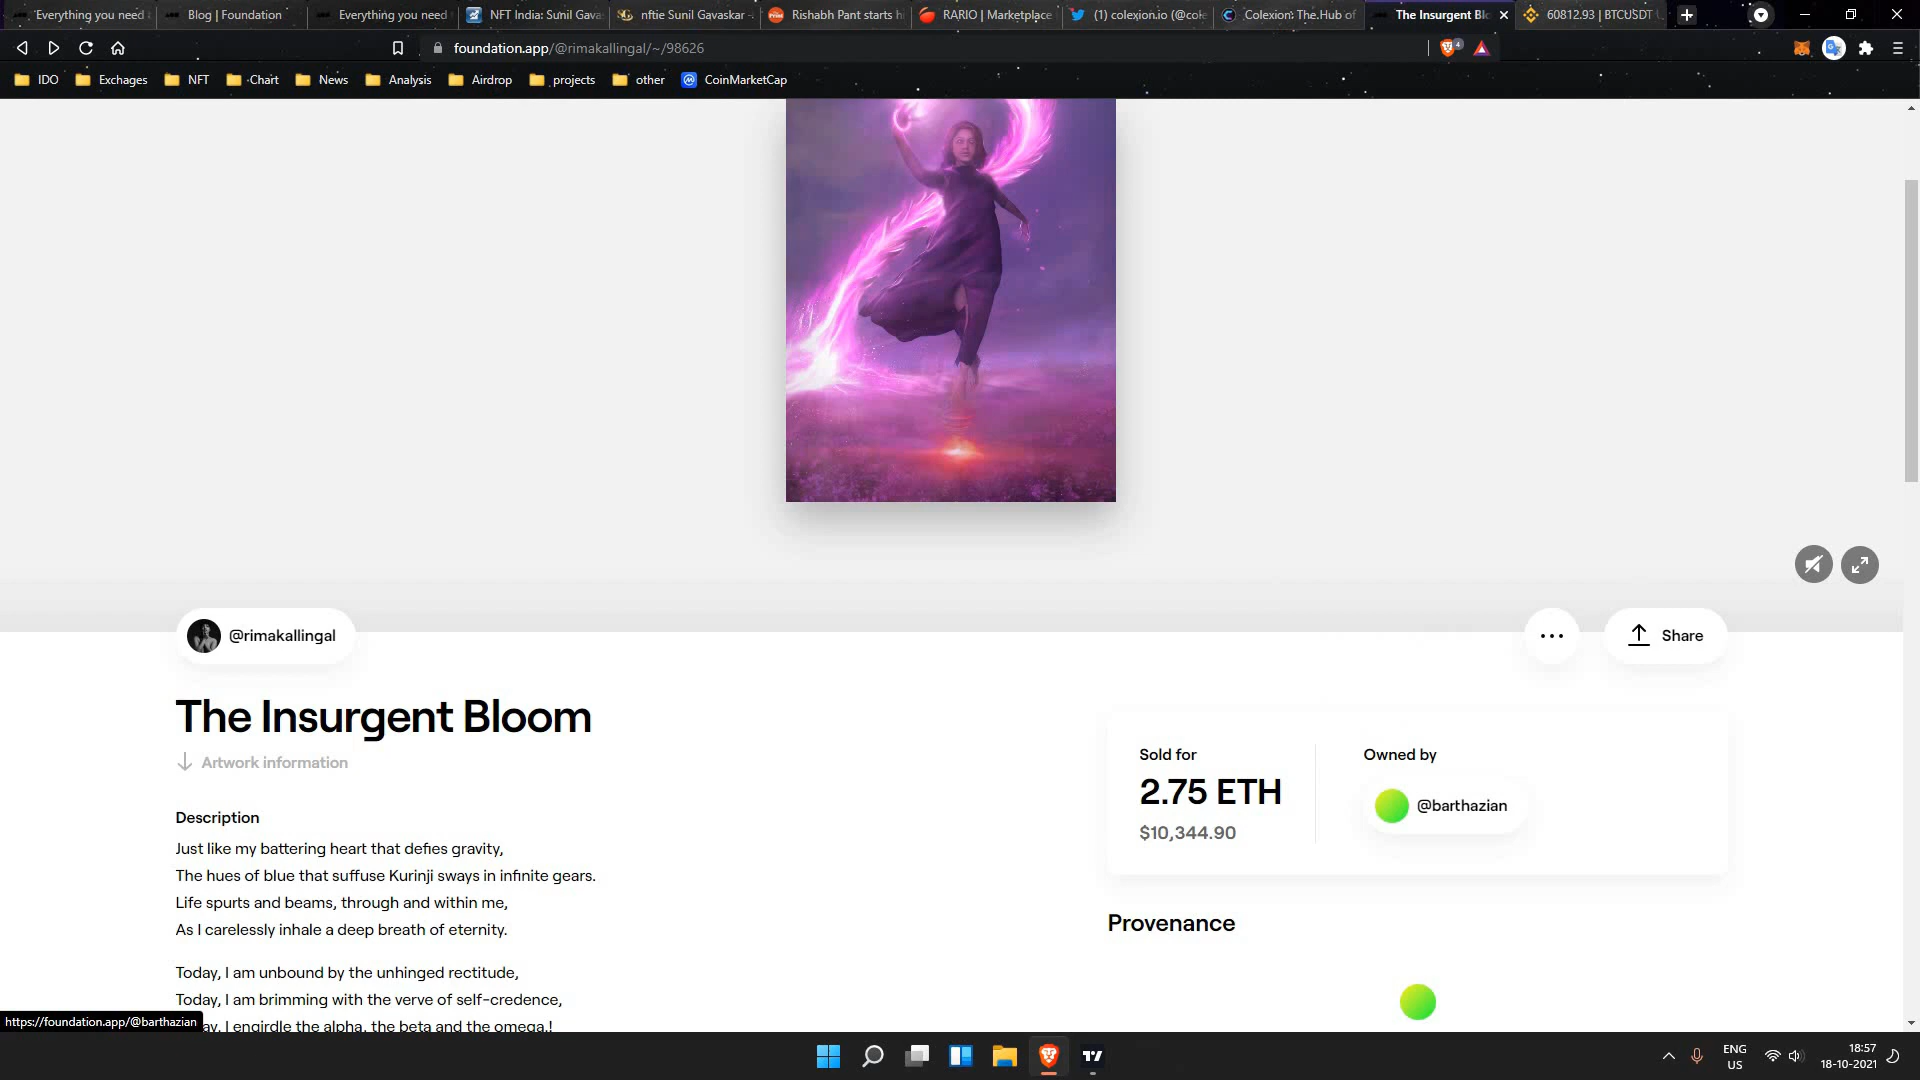 Everything you need
Blog | Foundation
Everything you need
NFT India: Sunil Gavas
nftie Sunil Gavaskar -
Rishabh Pant starts h
RARIO | Marketplace
(1) colexion.io (@cole
Colexion: The Hub of
The Insurgent Blo
60812.93 | BTCUSDT
foundation.app/@rimakallingal/~/98626
4
IDO
Exchages
NFT
Chart
News
Analysis
Airdrop
projects
other
CoinMarketCap
@rimakallingal
Share
The Insurgent Bloom
Artwork information
Sold for
2.75 ETH
$10,344.90
Owned by
@barthazian
Description
Just like my battering heart that defies gravity,
The hues of blue that suffuse Kurinji sways in infinite gears.
Life spurts and beams, through and within me,
As I carelessly inhale a deep breath of eternity.
Provenance
Today, I am unbound by the unhinged rectitude,
Today, I am brimming with the verve of self-credence,
ay, I engirdle the alpha, the beta and the omega,!
https://foundation.app/@barthazian
ENG
US
18:57
18-10-2021